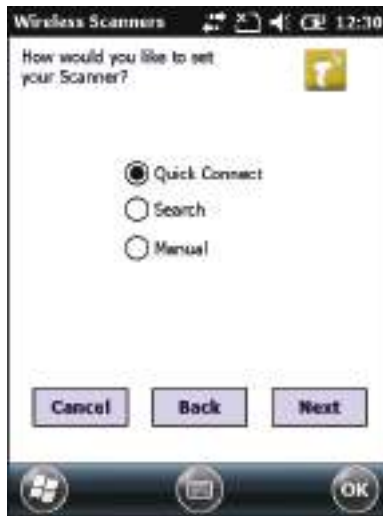 Wireless Scanners 12:30
How would you like to set
your Scanner?
Quick Connect
Search
Manual
Cancel Back Next
OK